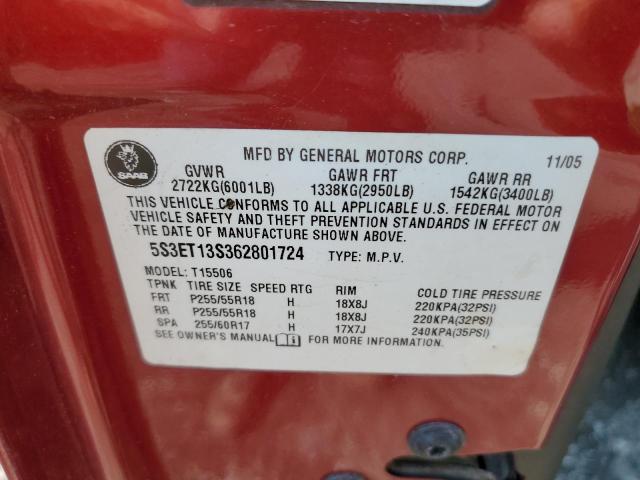 SAAB
MFD BY GENERAL MOTORS CORP. 11/05
GVWR GAWR FRT GAWR RR
2722KG(6001LB) 1338KG(2950LB) 1542KG(3400LB)
THIS VEHICLE CONFORMS TO ALL APPLICABLE U.S. FEDERAL MOTOR
VEHICLE SAFETY AND THEFT PREVENTION STANDARDS IN EFFECT ON
THE DATE OF MANUFACTURE SHOWN ABOVE.
5S3ET13S362801724 TYPE: M.P.V.
MODEL: T15506
TPNK TIRE SIZE SPEED RTG RIM COLD TIRE PRESSURE
FRT P255/55R18 H 18X8J 220KPA(32PSI)
RR P255/55R18 H 18X8J 220KPA(32PSI)
SPA 255/60R17 H 17X7J 240KPA(35PSI)
SEE OWNER'S MANUAL FOR MORE INFORMATION.